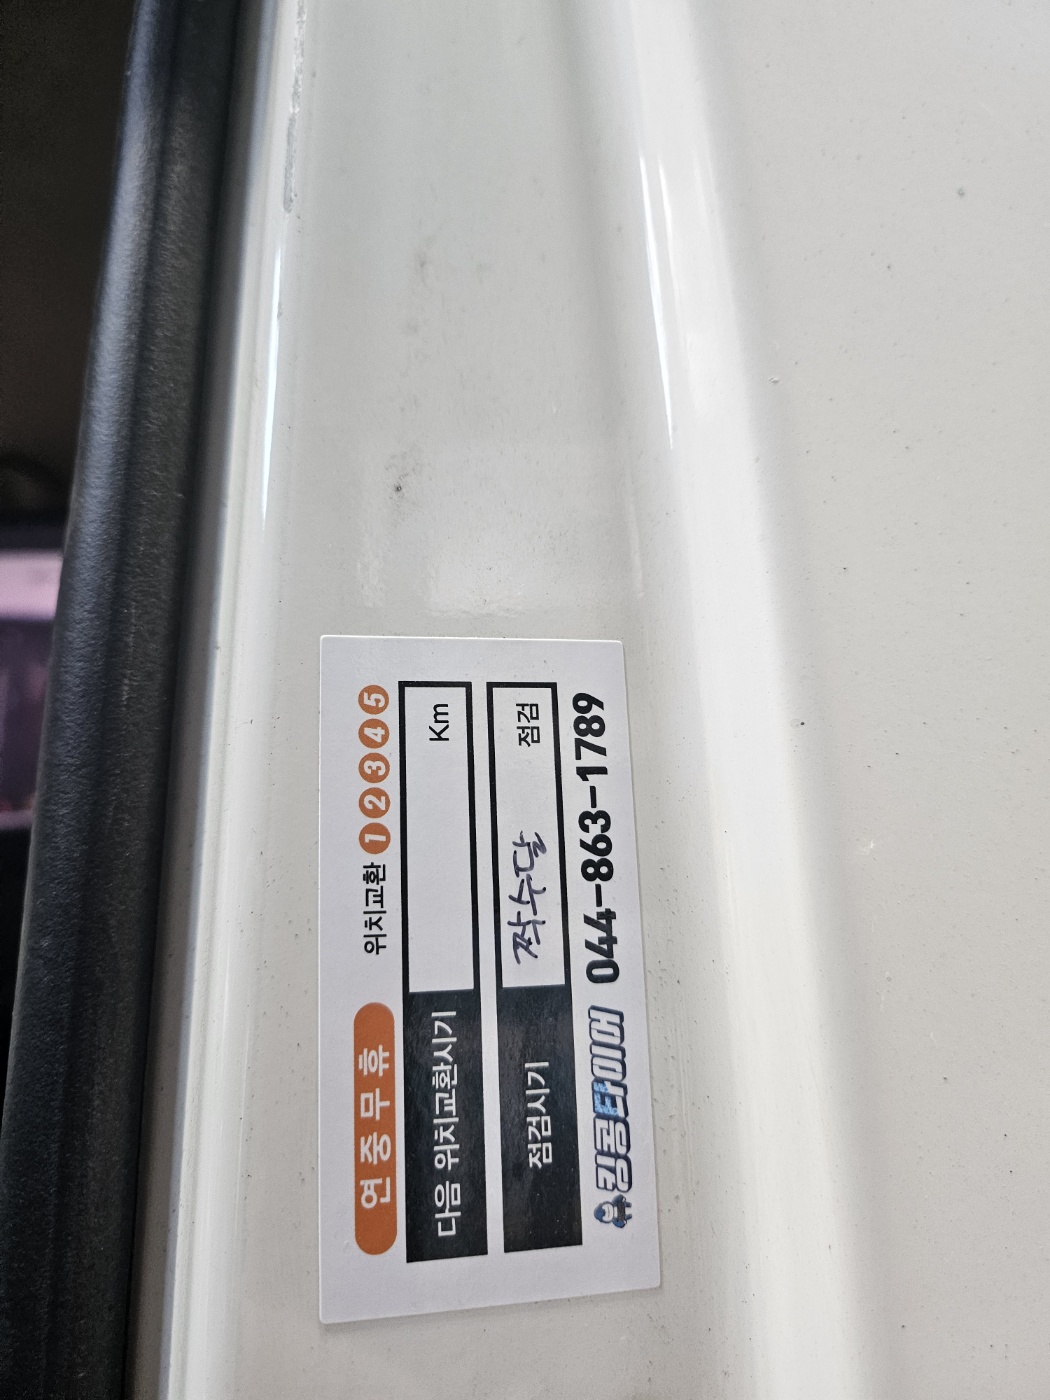 연중무휴 위치교환 1 2 3 4 5
다음 위치교환시기 Km
점검시기 짝수달 점검
킹콩타이어 044-863-1789